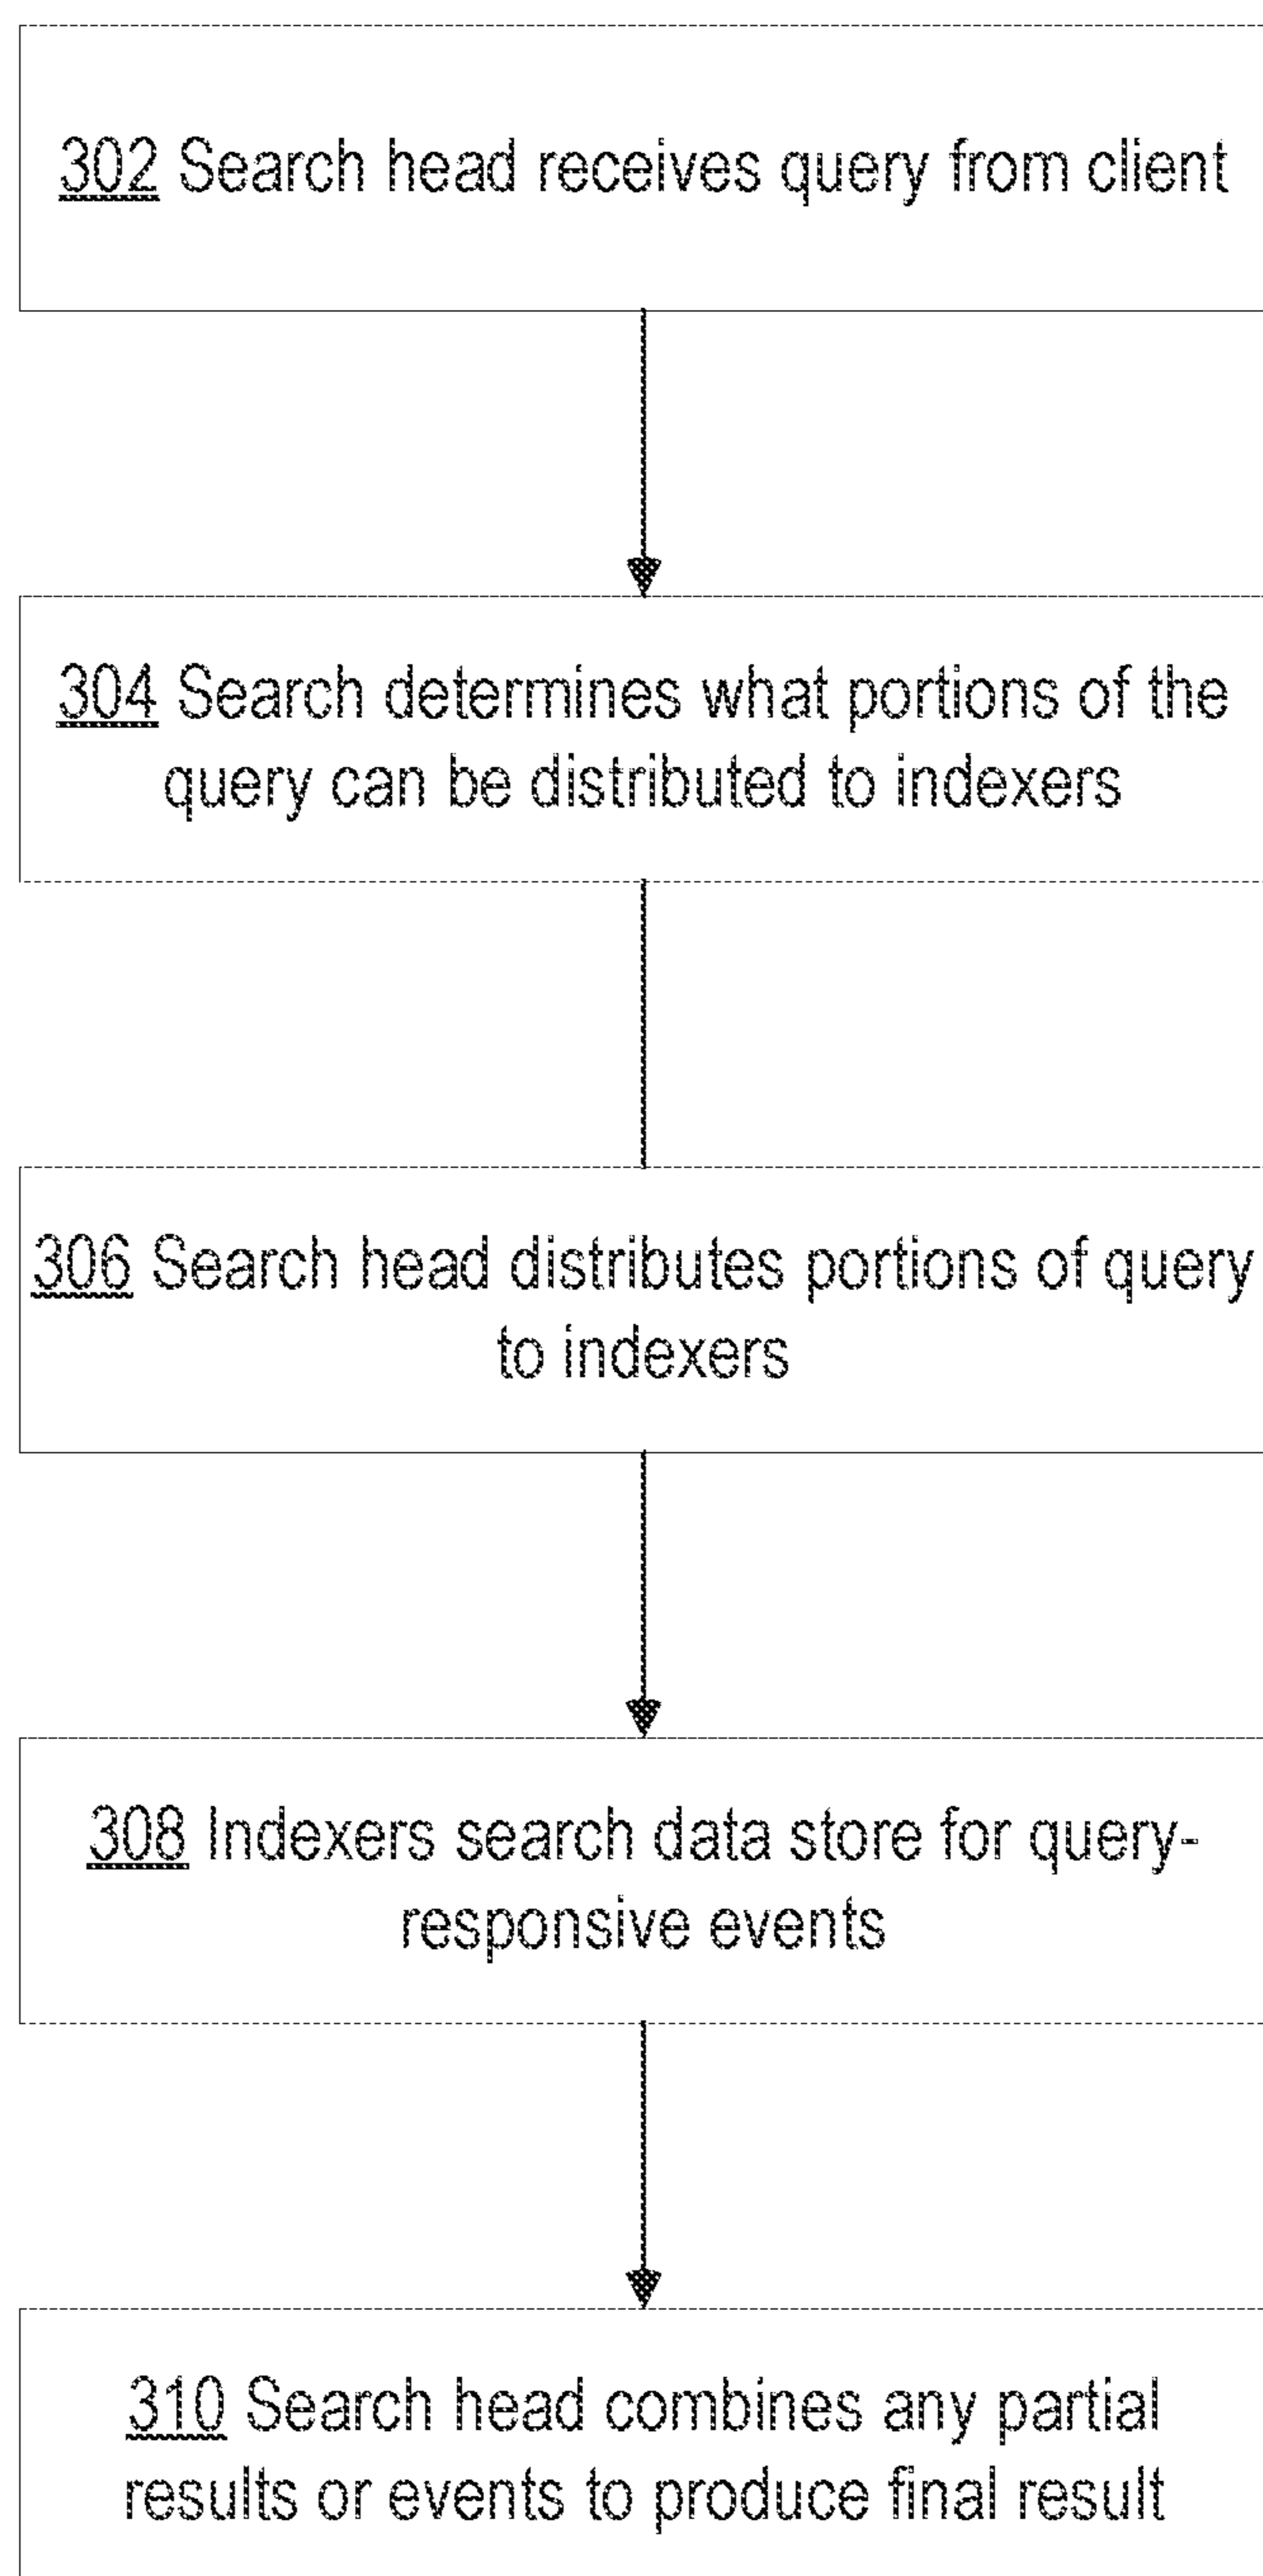 302 Search head receives query from client
304 Search determines what portions of the
query can be distributed to indexers
306 Search head distributes portions of query
to indexers
308 Indexers search data store for query-
responsive events
310 Search head combines any partial
results or events to produce final result